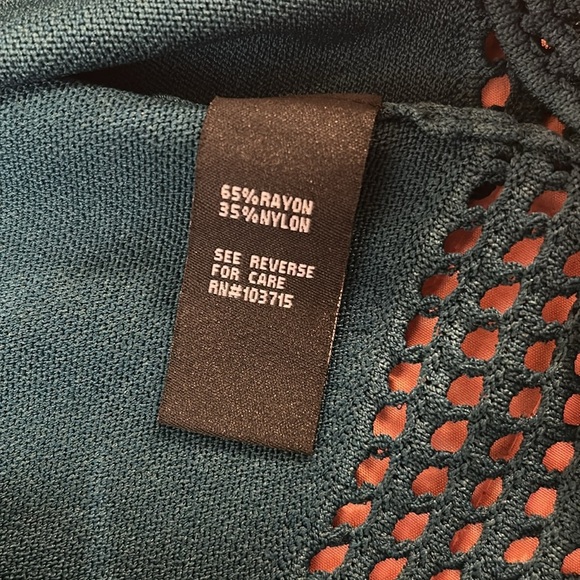 65%RAYON
35%NYLON
SEE REVERSE
FOR CARE
RN#103715